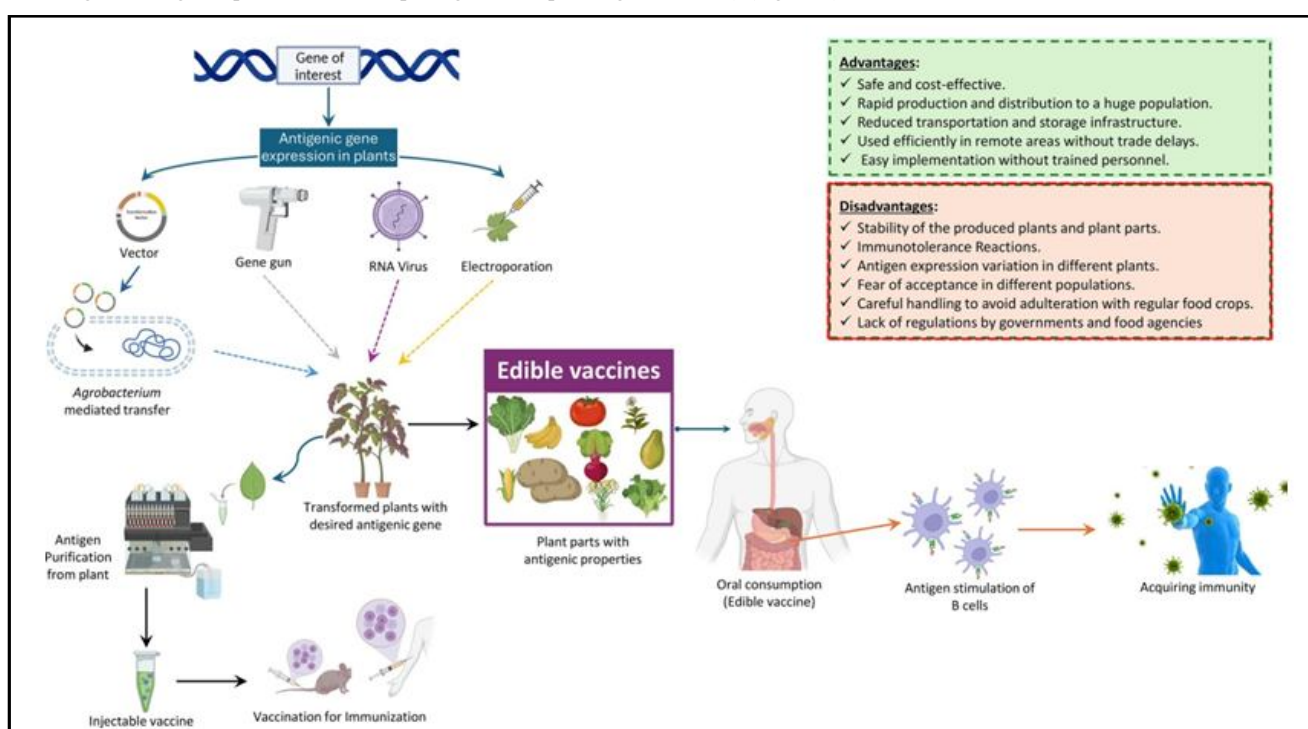 Gene of
interest
Antigenic gene
expression in plants
Vector
Gene gun
RNA Virus
Electroporation
Agrobacterium
mediated transfer
Transformed plants with
desired antigenic gene
Edible vaccines
Plant parts with
antigenic properties
Oral consumption
(Edible vaccine)
Antigen stimulation of
B cells
Acquiring immunity
Antigen
Purification
from plant
Injectable vaccine
Vaccination for Immunization
Advantages:
✓ Safe and cost-effective.
✓ Rapid production and distribution to a huge population.
✓ Reduced transportation and storage infrastructure.
✓ Used efficiently in remote areas without trade delays.
✓ Easy implementation without trained personnel.
Disadvantages:
✓ Stability of the produced plants and plant parts.
✓ Immunotolerance Reactions.
✓ Antigen expression variation in different plants.
✓ Fear of acceptance in different populations.
✓ Careful handling to avoid adulteration with regular food crops.
✓ Lack of regulations by governments and food agencies